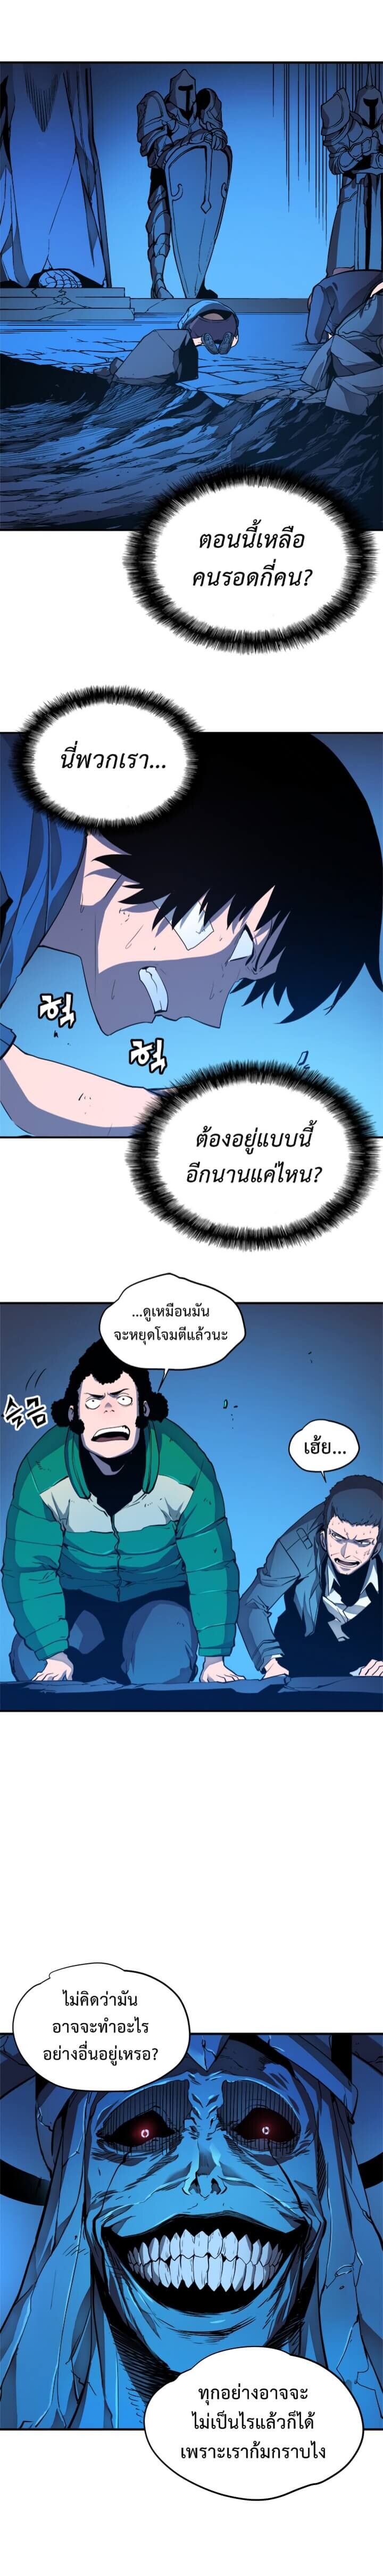 ตอนนี้เหลือ
คนรอดกี่คน?
นี่พวกเรา...
헉
헉
ต้องอยู่แบบนี้
อีกนานแค่ไหน?
...ดูเหมือนมัน
จะหยุดโจมตีแล้วนะ
슬금
เฮ้ย...
ไม่คิดว่ามัน
อาจจะทำอะไร
อย่างอื่นอยู่เหรอ?
ทุกอย่างอาจจะ
ไม่เป็นไรแล้วก็ได้
เพราะเราก้มกราบไง